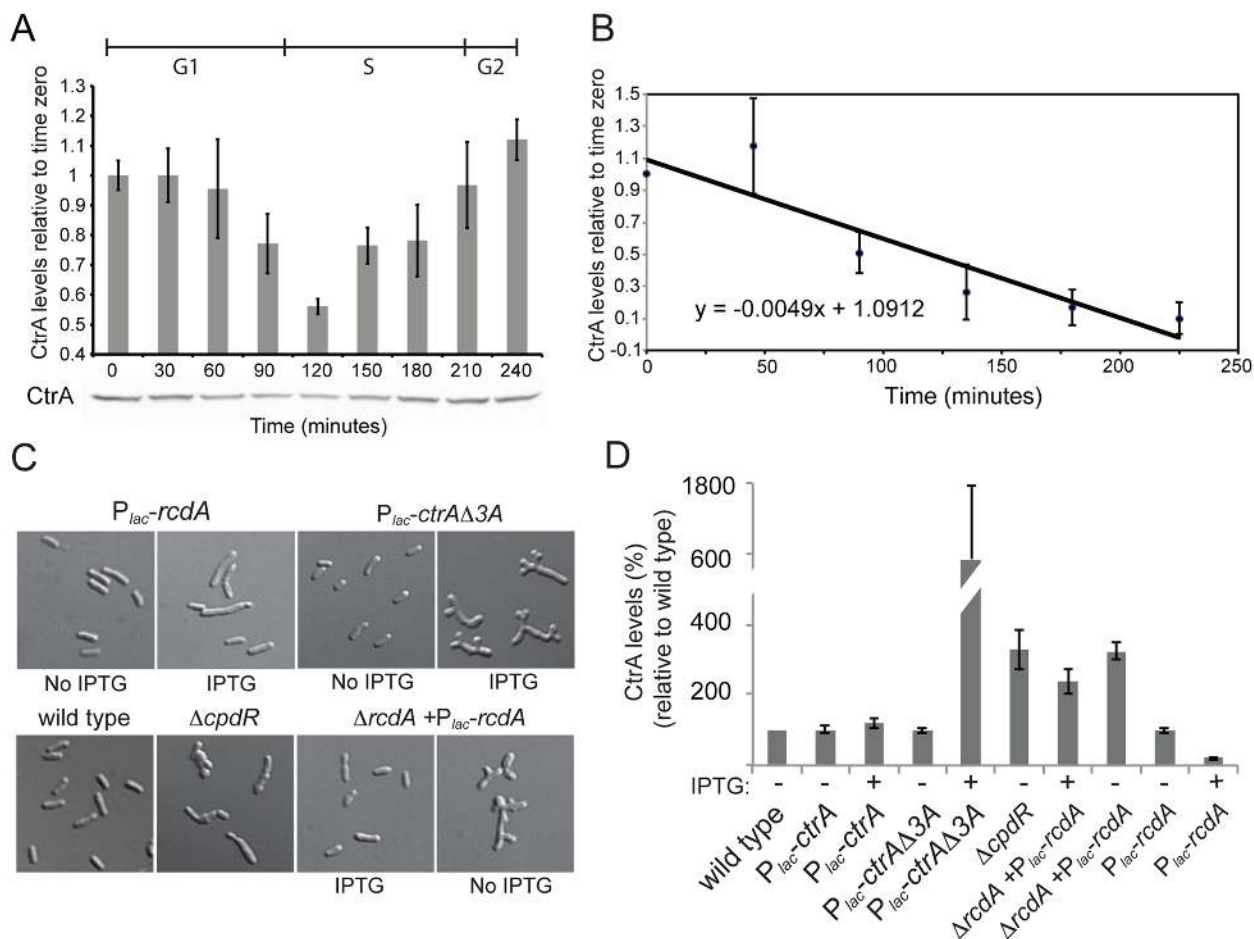 A
G1 S G2
CtrA levels relative to time zero
1.3
1.2
1.1
1.0
0.9
0.8
0.7
0.6
0.5
0.4
0 30 60 90 120 150 180 210 240
CtrA
Time (minutes)
B
CtrA levels relative to time zero
1.5
1.3
1.1
0.9
0.7
0.5
0.3
0.1
-0.1
y = -0.0049x + 1.0912
0 50 100 150 200 250
Time (minutes)
C
Plac-rcdA Plac-ctrAΔ3A
No IPTG IPTG No IPTG IPTG
wild type ΔcpdR ΔrcdA +Plac-rcdA
IPTG No IPTG
D
CtrA levels (%)
(relative to wild type)
1800
600
400
200
IPTG: - - + - + - + - - +
wild type
Plac-ctrA
Plac-ctrA
Plac-ctrAΔ3A
Plac-ctrAΔ3A
ΔcpdR
ΔrcdA +Plac-rcdA
ΔrcdA +Plac-rcdA
Plac-rcdA
Plac-rcdA